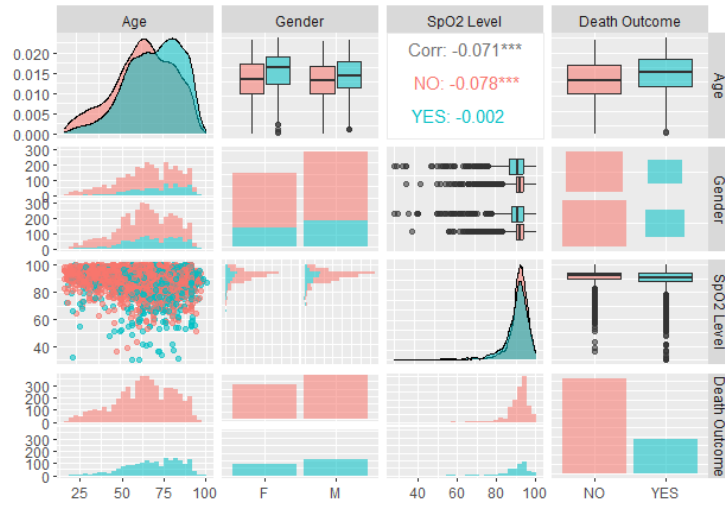 Age
Gender
SpO2 Level
Death Outcome
0.020
0.015
0.010
0.005
0.000
Corr: -0.071***
NO: -0.078***
YES: -0.002
Age
300
200
100
0
300
200
100
0
Gender
100
80
60
40
SpO2 Level
300
200
100
0
300
200
100
0
Death Outcome
25
50
75
100
F
M
40
60
80
100
NO
YES